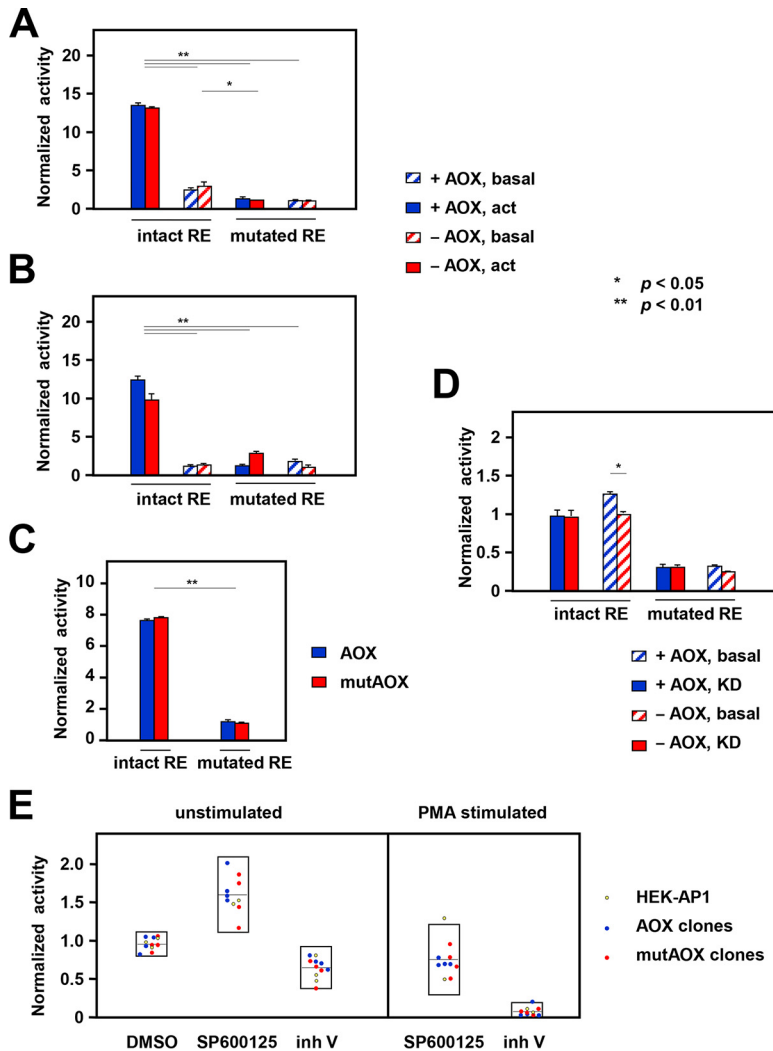 A
Normalized activity
20
15
10
5
0
**
*
intact RE mutated RE
+ AOX, basal
+ AOX, act
– AOX, basal
– AOX, act
* p < 0.05
** p < 0.01
B
Normalized activity
20
15
10
5
0
**
intact RE mutated RE
C
Normalized activity
10
8
6
4
2
0
**
intact RE mutated RE
AOX
mutAOX
D
Normalized activity
2
1.5
1
0.5
0
*
intact RE mutated RE
+ AOX, basal
+ AOX, KD
– AOX, basal
– AOX, KD
E
unstimulated PMA stimulated
Normalized activity
2.0
1.5
1.0
0.5
0
DMSO SP600125 inh V SP600125 inh V
HEK-AP1
AOX clones
mutAOX clones